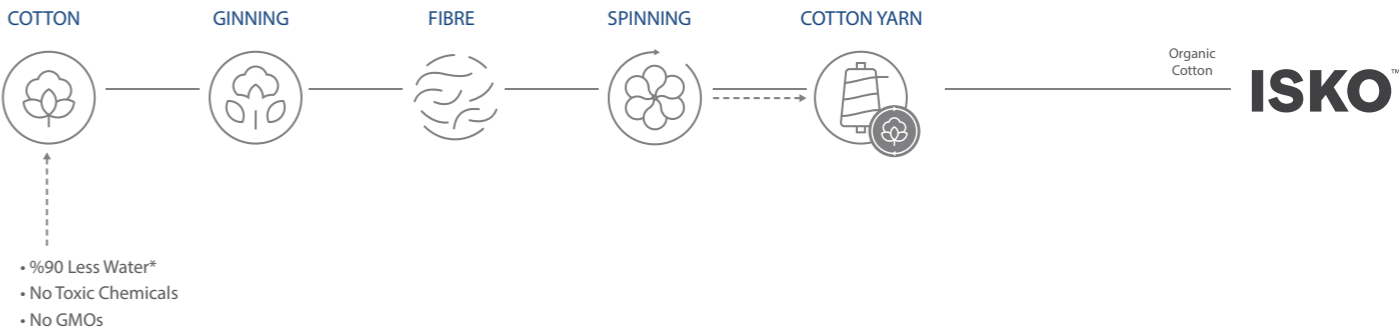 COTTON
GINNING
FIBRE
SPINNING
COTTON YARN
Organic
Cotton
ISKO™
• %90 Less Water*
• No Toxic Chemicals
• No GMOs